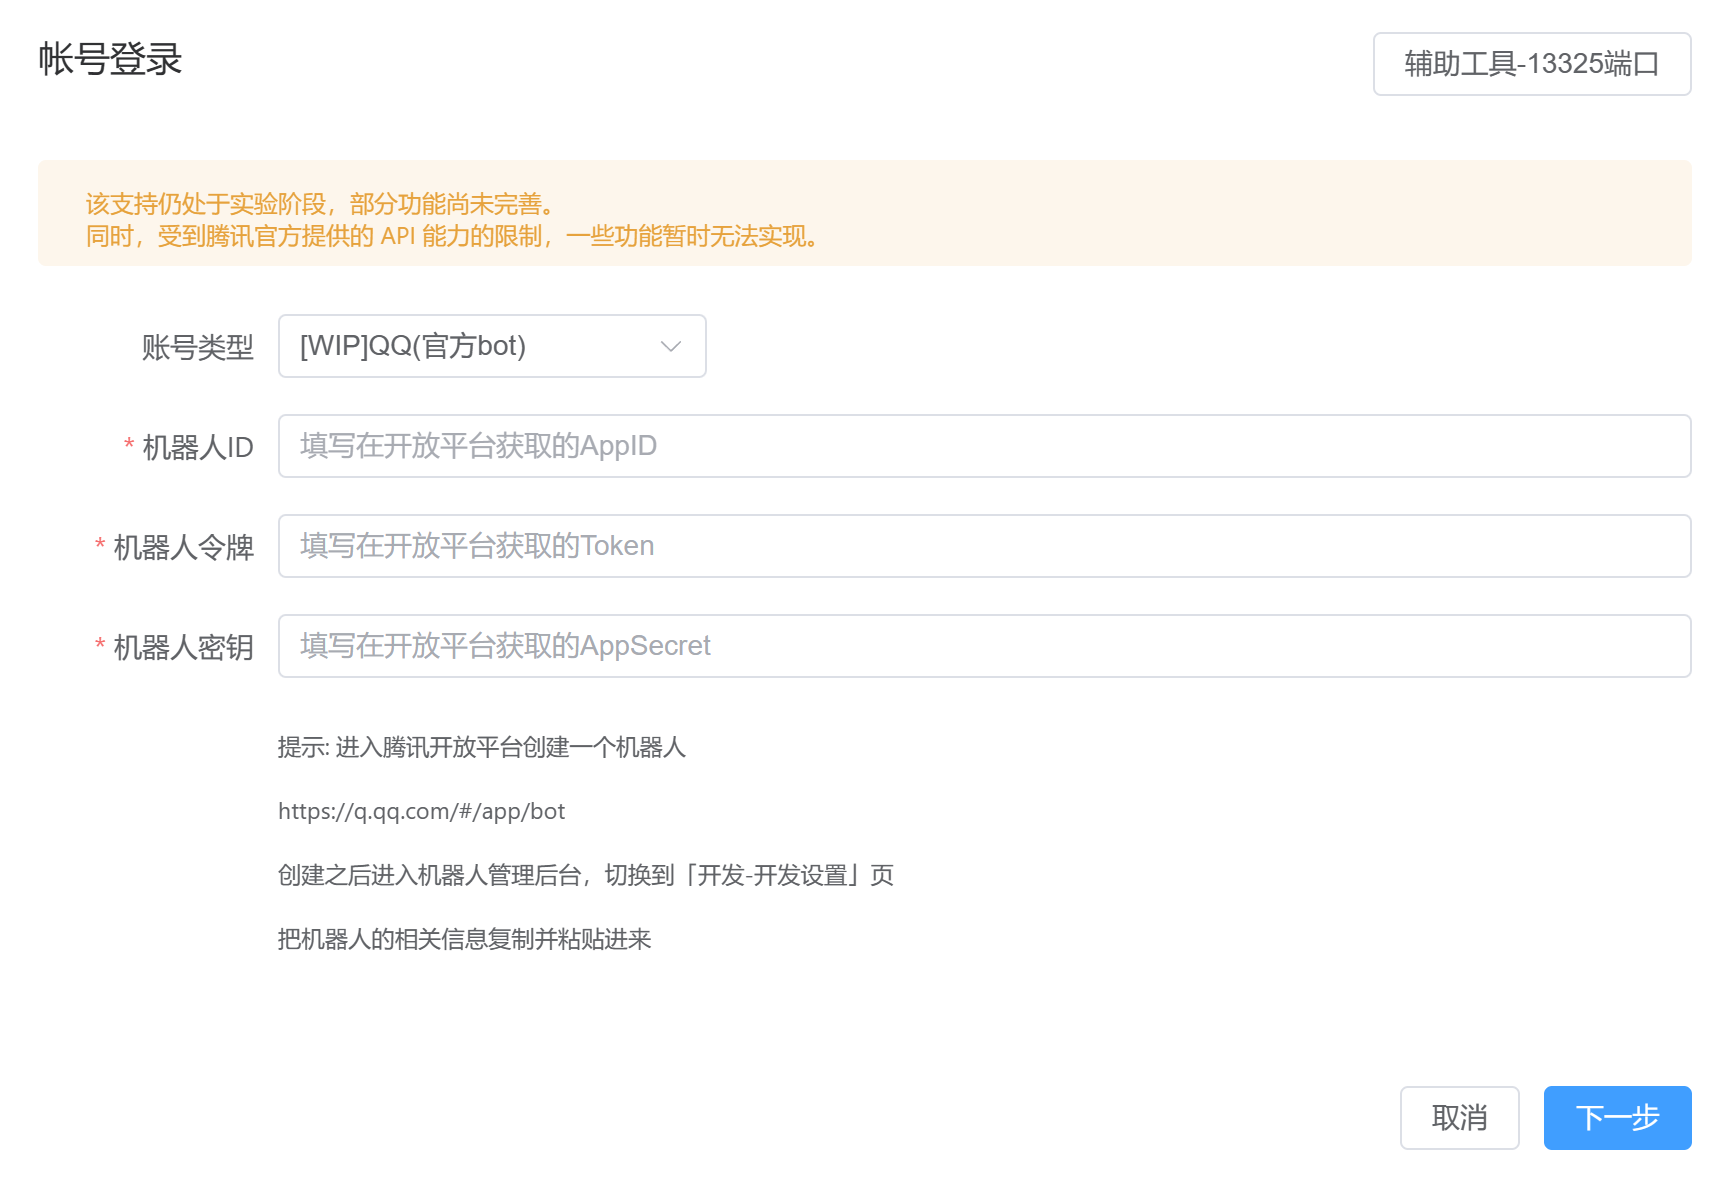 帐号登录
辅助工具-13325端口
该支持仍处于实验阶段，部分功能尚未完善。
同时，受到腾讯官方提供的 API 能力的限制，一些功能暂时无法实现。
账号类型 [WIP]QQ(官方bot)
* 机器人ID 填写在开放平台获取的AppID
* 机器人令牌 填写在开放平台获取的Token
* 机器人密钥 填写在开放平台获取的AppSecret
提示: 进入腾讯开放平台创建一个机器人
https://q.qq.com/#/app/bot
创建之后进入机器人管理后台，切换到「开发-开发设置」页
把机器人的相关信息复制并粘贴进来
取消 下一步